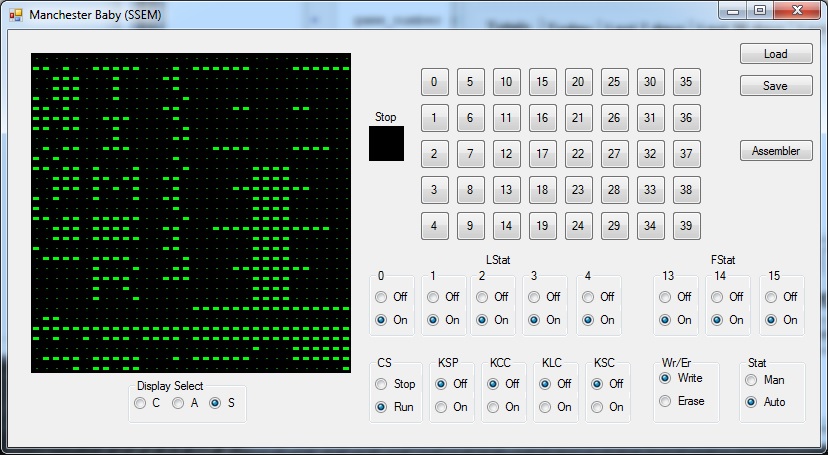 Manchester Baby (SSEM)
Load
Save
Assembler
Stop
0 5 10 15 20 25 30 35
1 6 11 16 21 26 31 36
2 7 12 17 22 27 32 37
3 8 13 18 23 28 33 38
4 9 14 19 24 29 34 39
LStat FStat
0 1 2 3 4 13 14 15
Off Off Off Off Off Off Off Off
On On On On On On On On
CS KSP KCC KLC KSC Wr/Er Stat
Stop Off Off Off Off Write Man
Run On On On On Erase Auto
Display Select
C A S